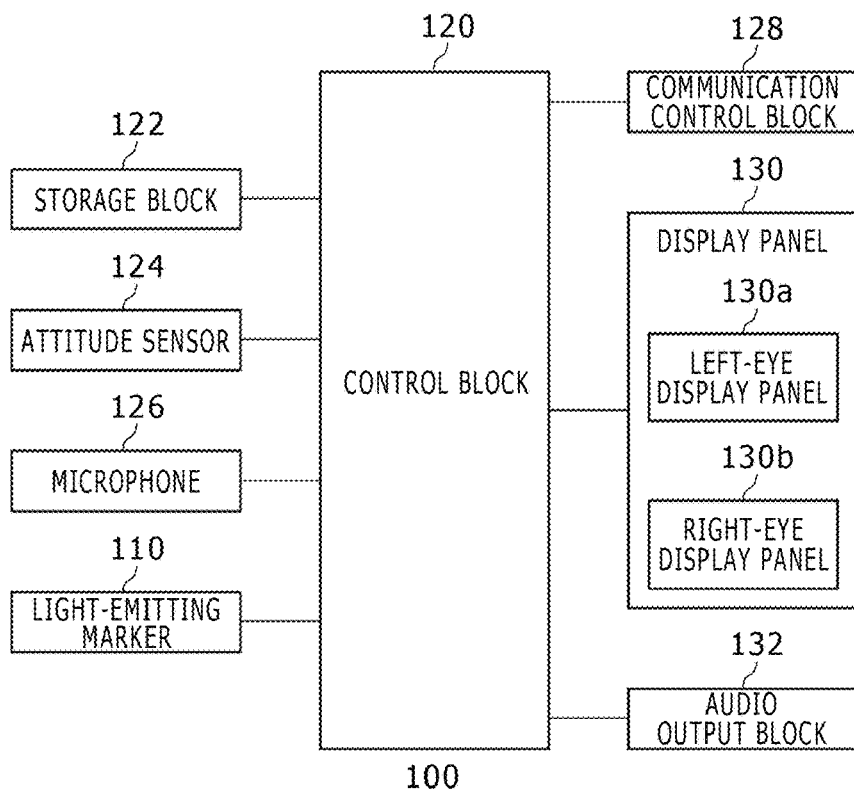 120
128
COMMUNICATION
CONTROL BLOCK
122
STORAGE BLOCK
130
DISPLAY PANEL
124
ATTITUDE SENSOR
130a
LEFT-EYE
DISPLAY PANEL
CONTROL BLOCK
126
MICROPHONE
130b
RIGHT-EYE
DISPLAY PANEL
110
LIGHT-EMITTING
MARKER
132
AUDIO
OUTPUT BLOCK
100